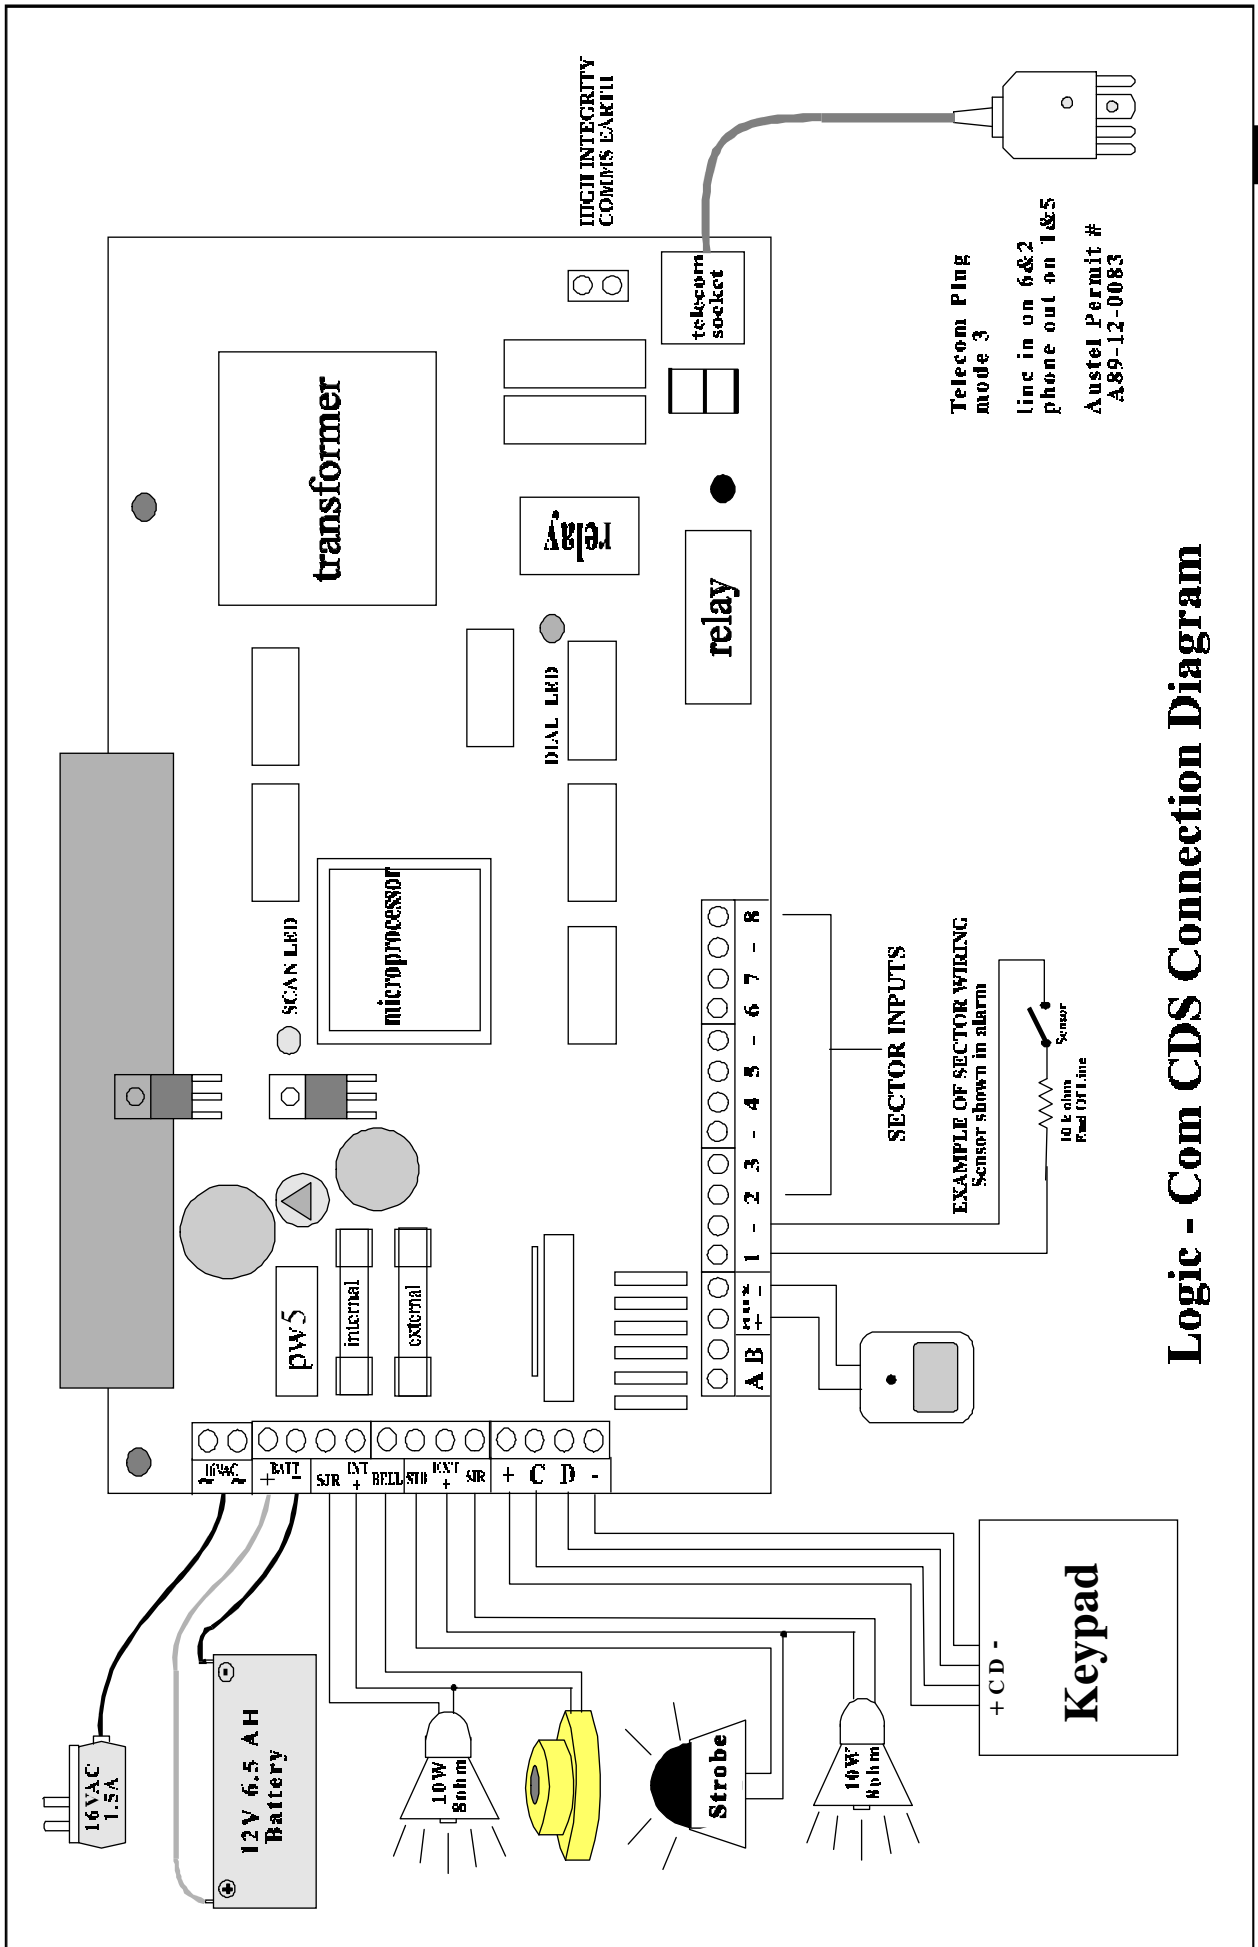 HIGH INTEGRITY
COMMS EARTH
telecom
socket
transformer
relay
relay
DIAL LED
SCAN LED
microprocessor
pw5
internal
external
Telecom Plug
mode 3
line in on 6&2
phone out on 1&5
Austel Permit #
A89-12-0083
1 - 2 3 - 4 5 - 6 7 - 8
A B + -
SECTOR INPUTS
EXAMPLE OF SECTOR WIRING
Sensor shown in alarm
Sensor
10 k ohm
End Of Line
16VAC
~ ~
BATT
+ -
STR
INT
+
BELL
STB
EXT
+
STR
+ C D -
16VAC
1.5A
12V 6.5 AH
Battery
- +
10W
8ohm
Strobe
10W
8ohm
+ C D -
Keypad
Logic - Com CDS Connection Diagram